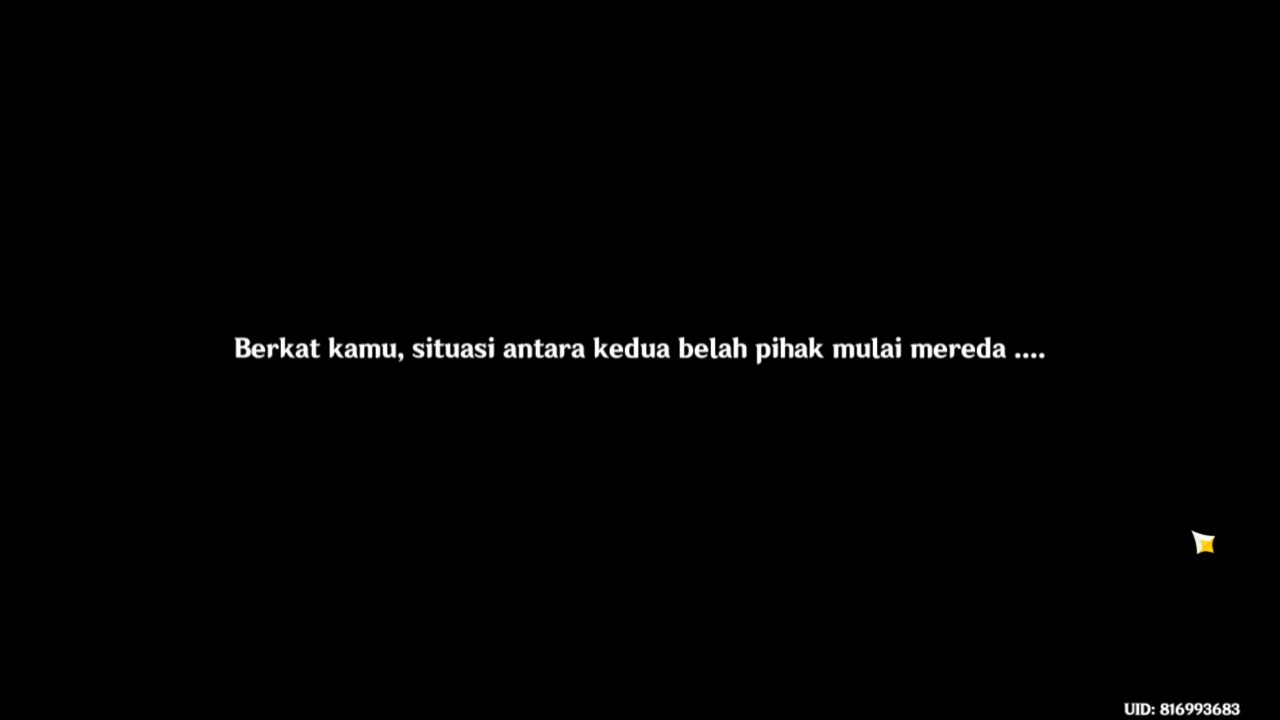 Berkat kamu, situasi antara kedua belah pihak mulai mereda ....
UID: 816993683